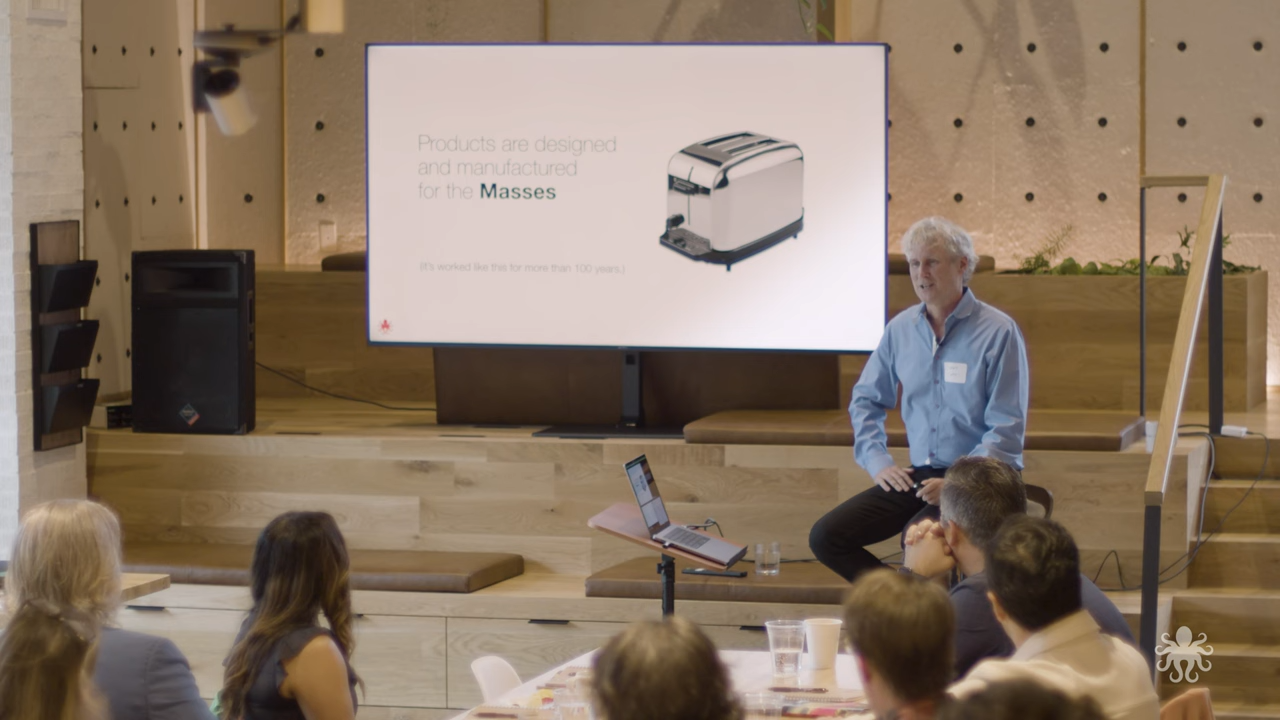 Products are designed
and manufactured
for the Masses
(It's worked like this for more than 100 years.)